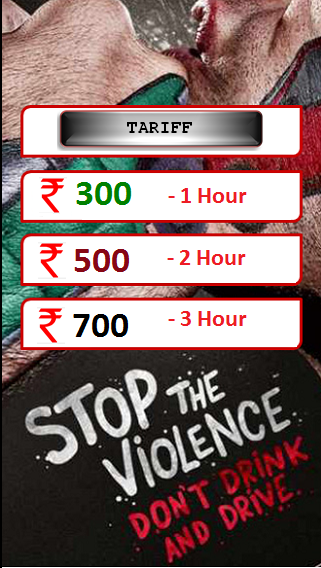 TARIFF
₹ 300 - 1 Hour
₹ 500 - 2 Hour
₹ 700 - 3 Hour
STOP THE
VIOLENCE
DON'T DRINK
AND DRIVE.